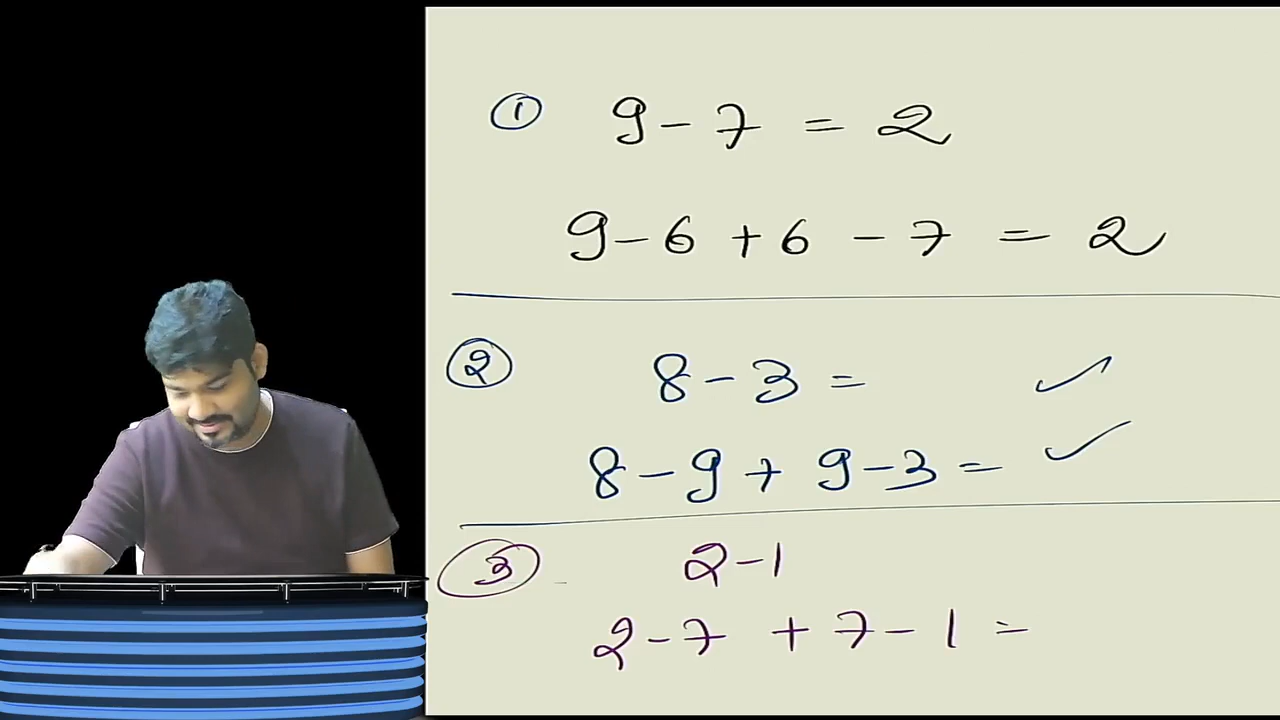 ① 9 - 7 = 2
9 - 6 + 6 - 7 = 2
② 8 - 3 = ✓
8 - 9 + 9 - 3 = ✓
③ 2 - 1
2 - 7 + 7 - 1 =